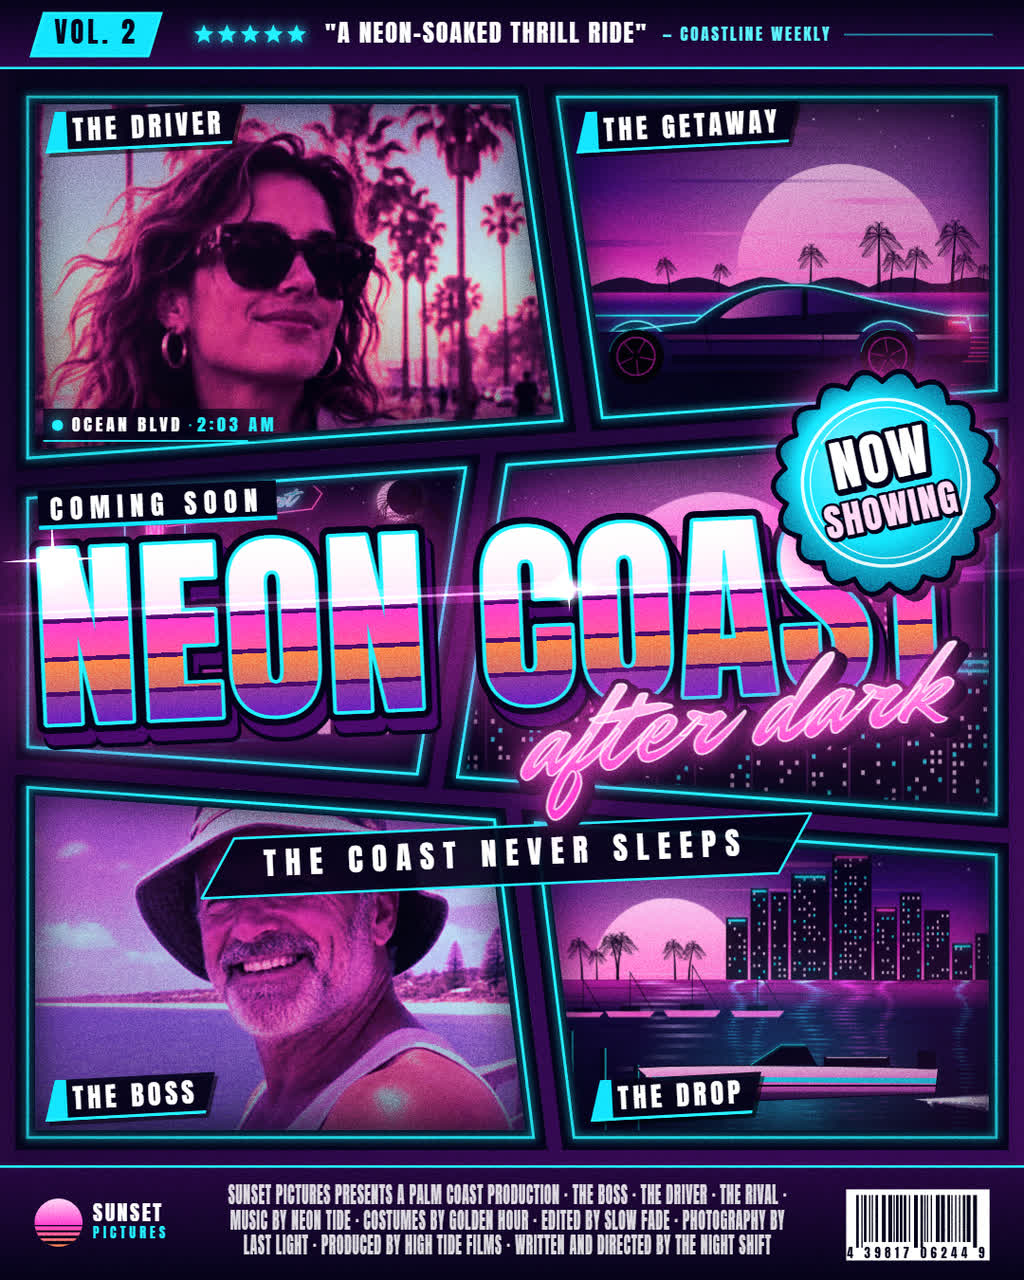 VOL. 2
"A NEON-SOAKED THRILL RIDE"
– COASTLINE WEEKLY
THE DRIVER
THE GETAWAY
OCEAN BLVD · 2:03 AM
NOW
SHOWING
COMING SOON
NEON COAST
after dark
THE COAST NEVER SLEEPS
THE BOSS
THE DROP
SUNSET
PICTURES
SUNSET PICTURES PRESENTS A PALM COAST PRODUCTION · THE BOSS · THE DRIVER · THE RIVAL ·
MUSIC BY NEON TIDE · COSTUMES BY GOLDEN HOUR · EDITED BY SLOW FADE · PHOTOGRAPHY BY
LAST LIGHT · PRODUCED BY HIGH TIDE FILMS · WRITTEN AND DIRECTED BY THE NIGHT SHIFT
4 39817 06244 9